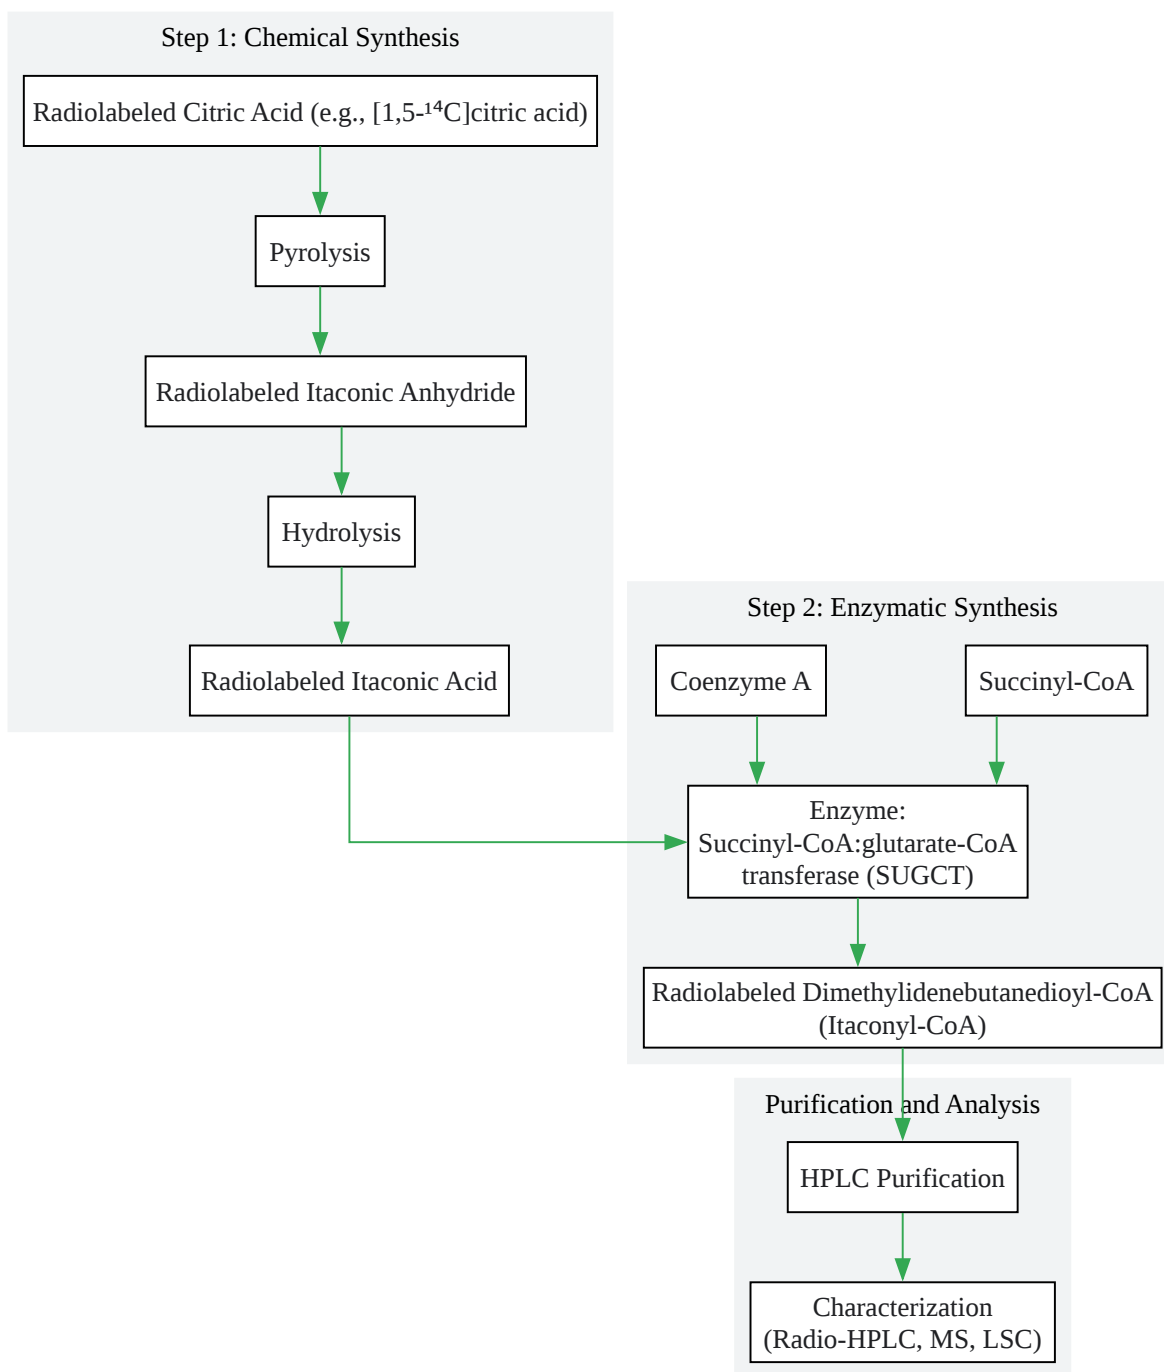 Step 1: Chemical Synthesis
Radiolabeled Citric Acid (e.g., [1,5-¹⁴C]citric acid)
Pyrolysis
Radiolabeled Itaconic Anhydride
Hydrolysis
Radiolabeled Itaconic Acid
Step 2: Enzymatic Synthesis
Coenzyme A
Succinyl-CoA
Enzyme:
Succinyl-CoA:glutarate-CoA
transferase (SUGCT)
Radiolabeled Dimethylidenebutanedioyl-CoA
(Itaconyl-CoA)
Purification and Analysis
HPLC Purification
Characterization
(Radio-HPLC, MS, LSC)